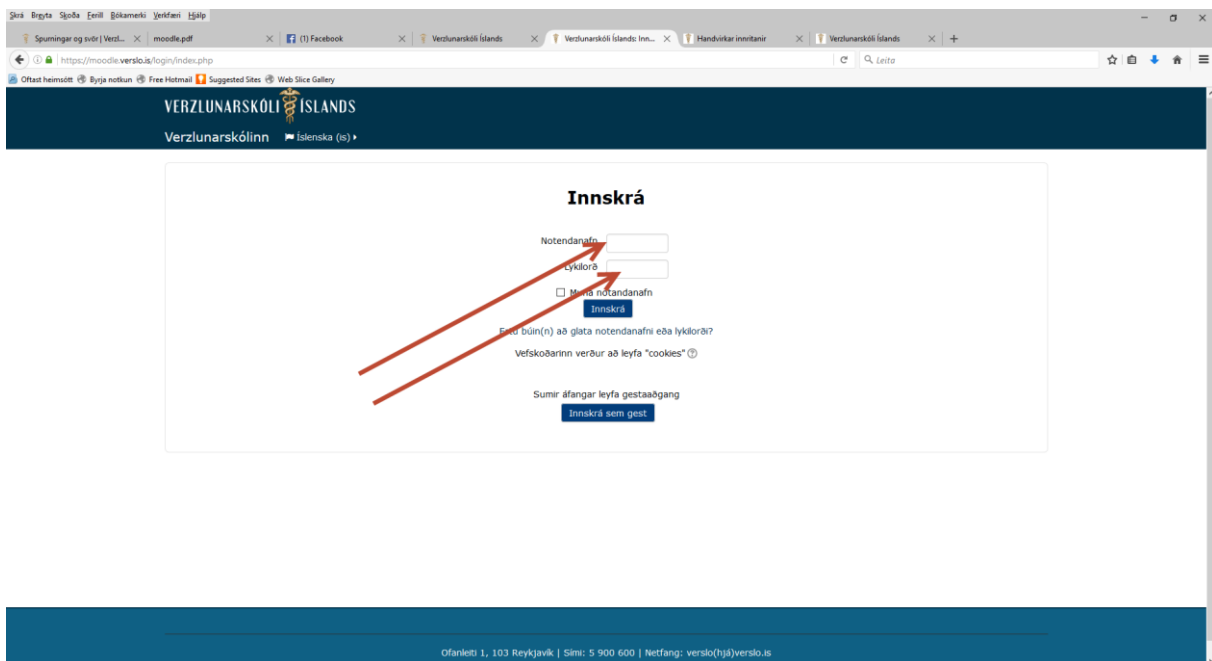 Skrá Breyta Skoða Ferill Bókamerki Verkfæri Hjálp
Spurningar og svör | Verzl... moodle.pdf (1) Facebook Verzlunarskóli Íslands Verzlunarskóli Íslands: Inn... Handvirkar innritanir Verzlunarskóli Íslands
https://moodle.verslo.is/login/index.php Leita
Oftast heimsótt Byrja notkun Free Hotmail Suggested Sites Web Slice Gallery
VERZLUNARSKÓLI ÍSLANDS
Verzlunarskólinn Íslenska (is)
Innskrá
Notendanafn
Lykilorð
Muna notandanafn
Innskrá
Ertu búin(n) að glata notendanafni eða lykilorði?
Vefskoðarinn verður að leyfa "cookies"
Sumir áfangar leyfa gestaaðgang
Innskrá sem gest
Ofanleiti 1, 103 Reykjavík | Sími: 5 900 600 | Netfang: verslo(hjá)verslo.is